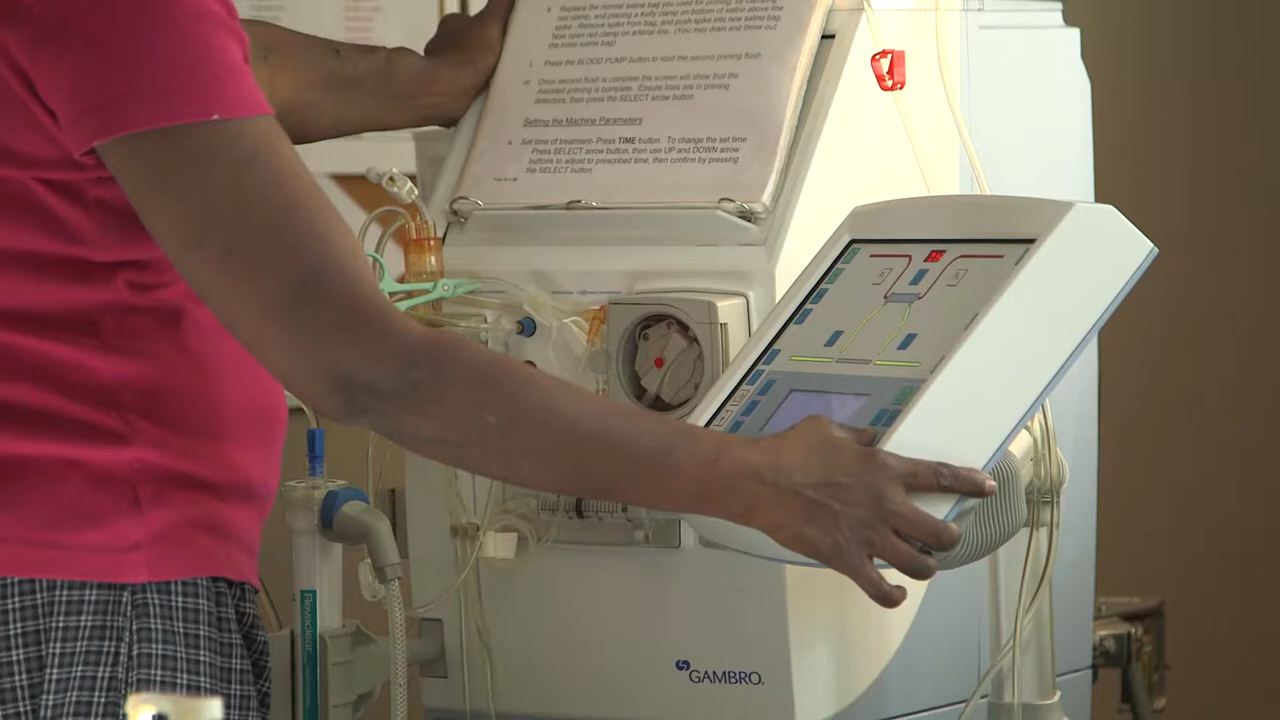 k. Replace the normal saline bag you used for priming, by clamping
red clamp, and placing a Kelly clamp on bottom of saline above time
spike. Remove spike from bag, and push spike into new saline bag.
Now open red clamp on arterial line. (You may drain and throw out
the initial saline bag)
l. Press the BLOOD PUMP button to start the second priming flush
m. Once second flush is complete the screen will show that the
Assisted priming is complete. Ensure lines are in priming
detectors, then press the SELECT arrow button
Setting the Machine Parameters
a. Set time of treatment- Press TIME button. To change the set time
Press SELECT arrow button, then use UP and DOWN arrow
buttons to adjust to prescribed time, then confirm by pressing
the SELECT button
Revaclear
GAMBRO